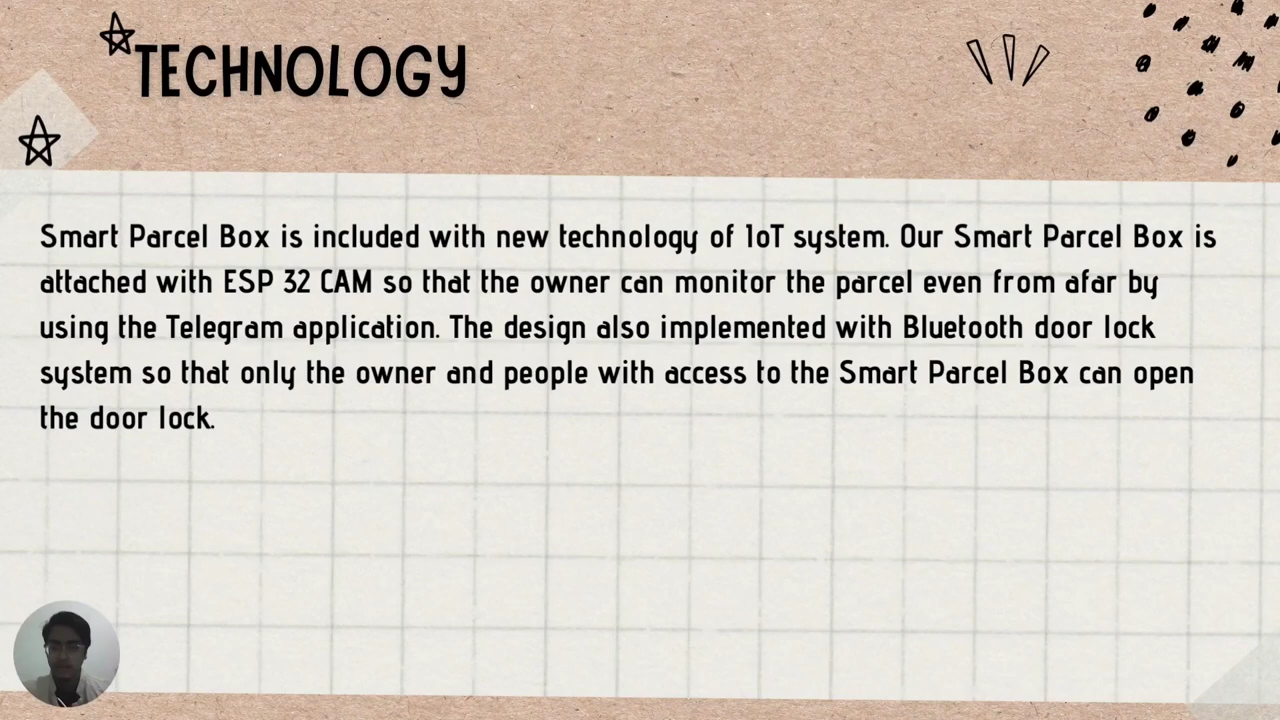 TECHNOLOGY
Smart Parcel Box is included with new technology of IoT system. Our Smart Parcel Box is
attached with ESP 32 CAM so that the owner can monitor the parcel even from afar by
using the Telegram application. The design also implemented with Bluetooth door lock
system so that only the owner and people with access to the Smart Parcel Box can open
the door lock.